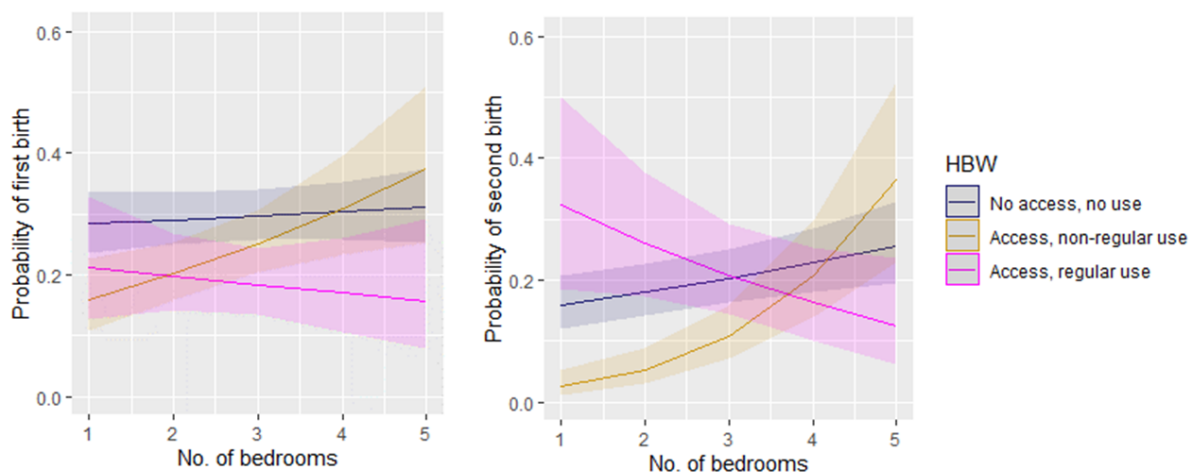 Probability of first birth
0.6
0.4
0.2
0.0
1 2 3 4 5
No. of bedrooms
Probability of second birth
0.6
0.4
0.2
0.0
1 2 3 4 5
No. of bedrooms
HBW
No access, no use
Access, non-regular use
Access, regular use